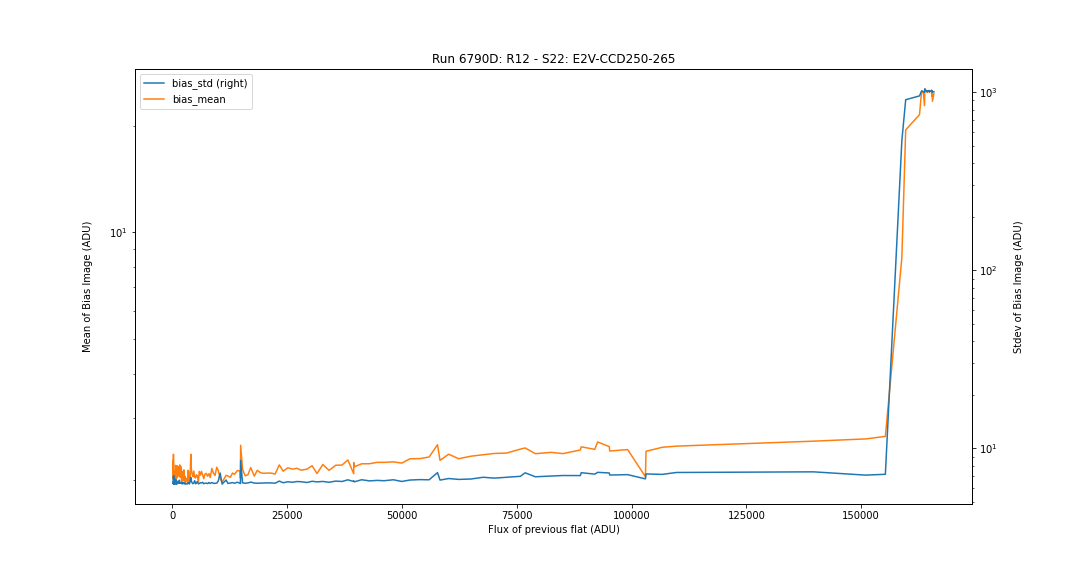 Run 6790D: R12 - S22: E2V-CCD250-265
bias_std (right)
bias_mean
10¹
Mean of Bias Image (ADU)
10³
10²
10¹
Stdev of Bias Image (ADU)
0 25000 50000 75000 100000 125000 150000
Flux of previous flat (ADU)